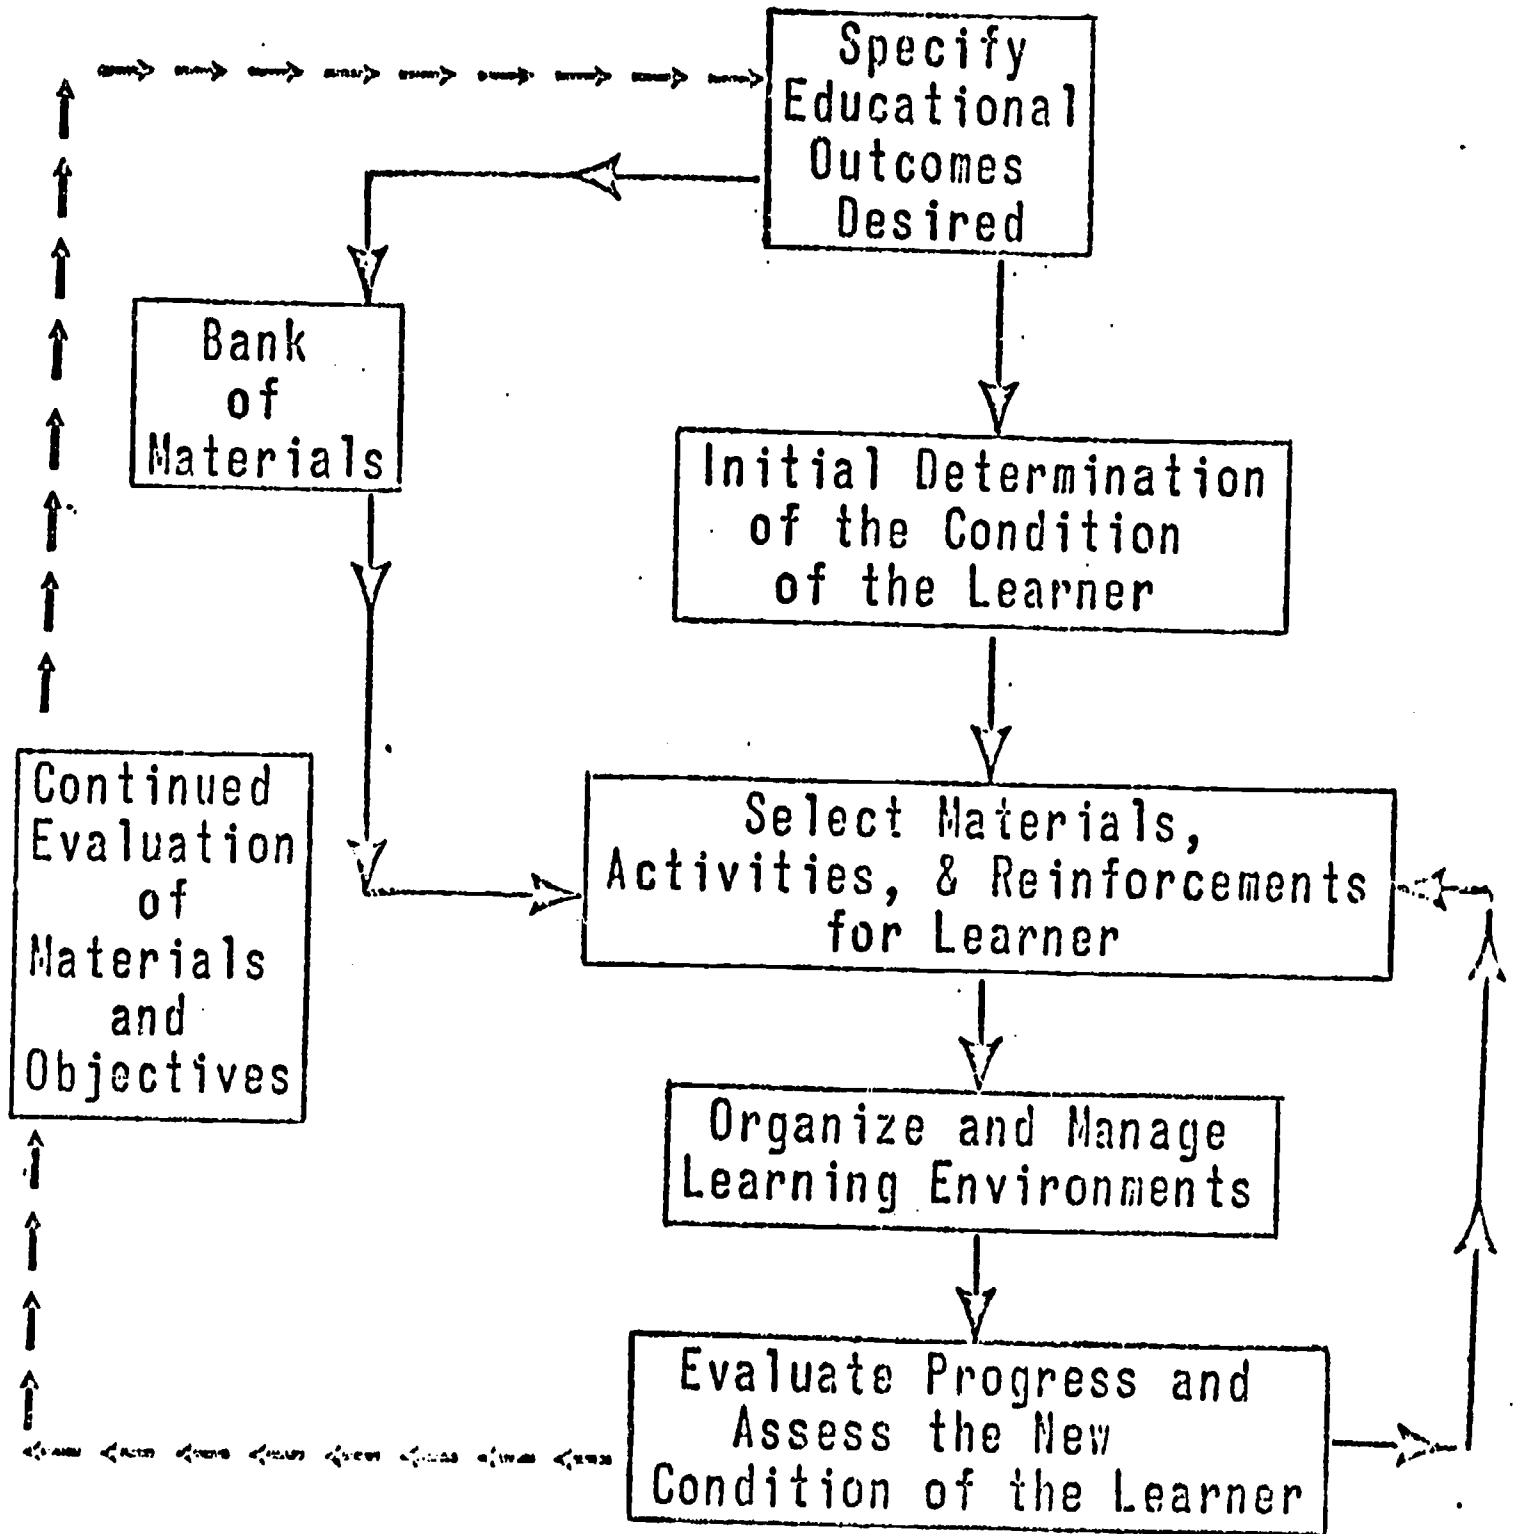 Specify
Educational
Outcomes
Desired
Bank
of
Materials
Initial Determination
of the Condition
of the Learner
Continued
Evaluation
of
Materials
and
Objectives
Select Materials,
Activities, & Reinforcements
for Learner
Organize and Manage
Learning Environments
Evaluate Progress and
Assess the New
Condition of the Learner